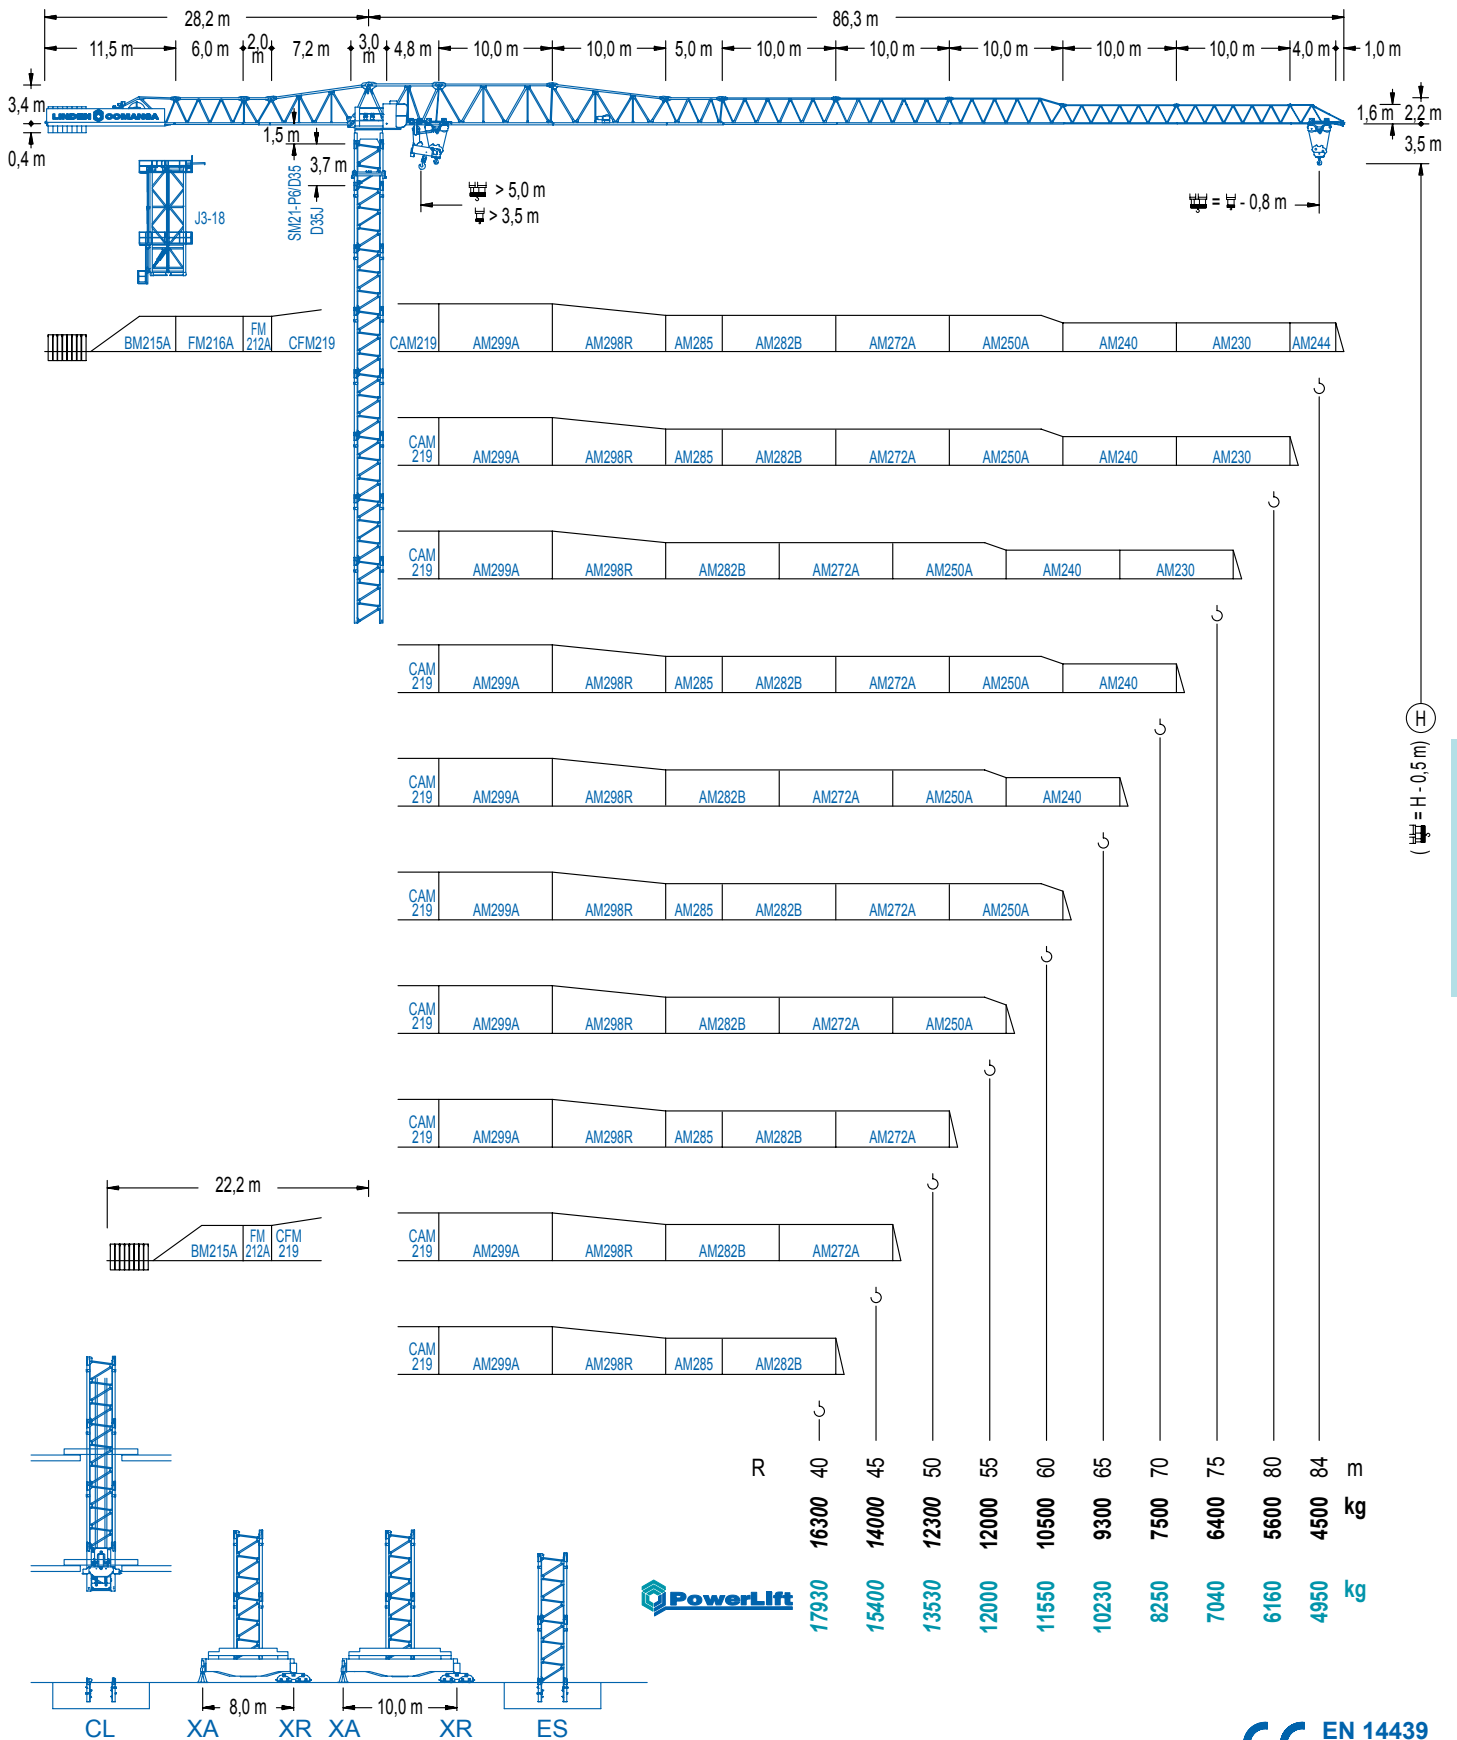 28,2 m 86,3 m
11,5 m 6,0 m 2,0 m 7,2 m 3,0 m 4,8 m 10,0 m 10,0 m 5,0 m 10,0 m 10,0 m 10,0 m 10,0 m 10,0 m 4,0 m 1,0 m
3,4 m
LINDEN COMANSA
0,4 m
1,5 m
3,7 m
SM21-P6/D35
D35J
J3-18
> 5,0 m
> 3,5 m
= - 0,8 m
1,6 m 2,2 m
3,5 m
BM215A FM216A FM 212A CFM219 CAM219 AM299A AM298R AM285 AM282B AM272A AM250A AM240 AM230 AM244
CAM 219 AM299A AM298R AM285 AM282B AM272A AM250A AM240 AM230
CAM 219 AM299A AM298R AM282B AM272A AM250A AM240 AM230
CAM 219 AM299A AM298R AM285 AM282B AM272A AM250A AM240
H
( = H - 0,5 m)
CAM 219 AM299A AM298R AM282B AM272A AM250A AM240
CAM 219 AM299A AM298R AM285 AM282B AM272A AM250A
CAM 219 AM299A AM298R AM282B AM272A AM250A
CAM 219 AM299A AM298R AM285 AM282B AM272A
22,2 m
BM215A FM 212A CFM 219 CAM 219 AM299A AM298R AM282B AM272A
CAM 219 AM299A AM298R AM285 AM282B
R 40 45 50 55 60 65 70 75 80 84 m
16300 14000 12300 12000 10500 9300 7500 6400 5600 4500 kg
PowerLift 17930 15400 13530 12000 11550 10230 8250 7040 6160 4950 kg
8,0 m 10,0 m
CL XA XR XA XR ES
CE EN 14439